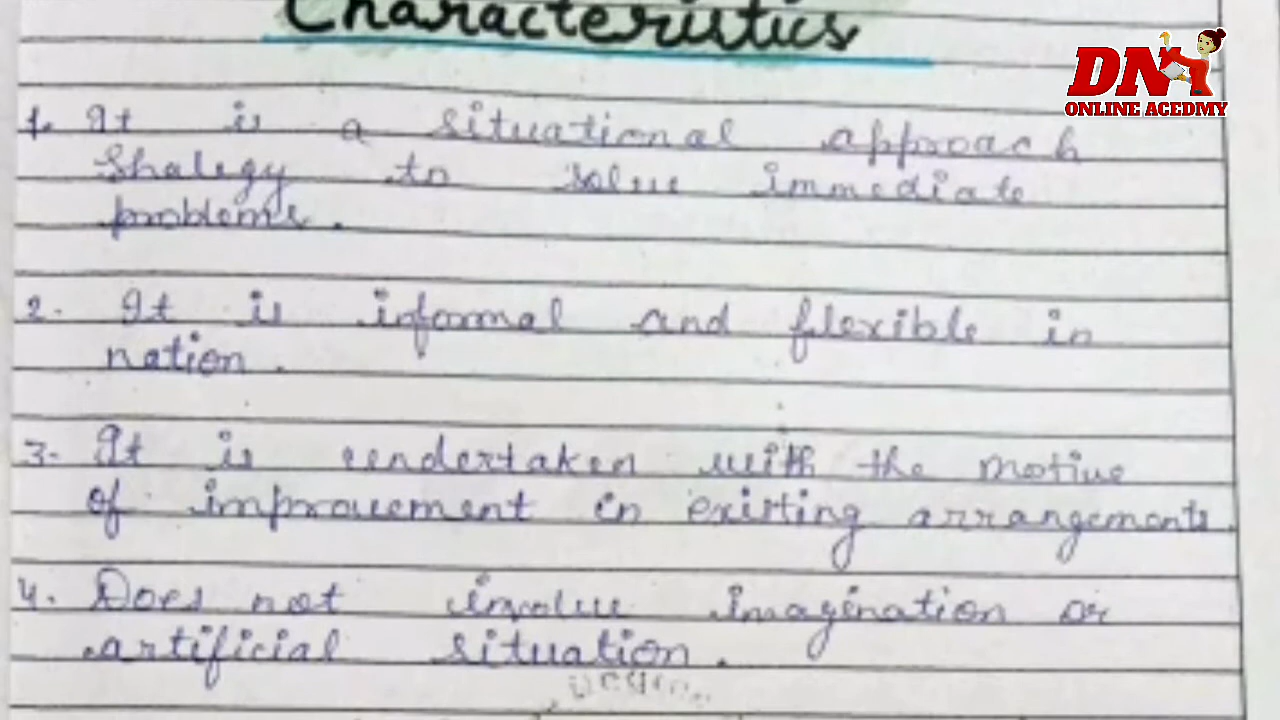 Characteristics
DN
ONLINE ACEDMY
1. It is a situational approach
Shalegy to solve immediate
problems.
2. It is informal and flexible in
nation.
3. It is undertaken with the motive
of improvement in existing arrangements.
4. Does not involve imagination or
artificial situation.